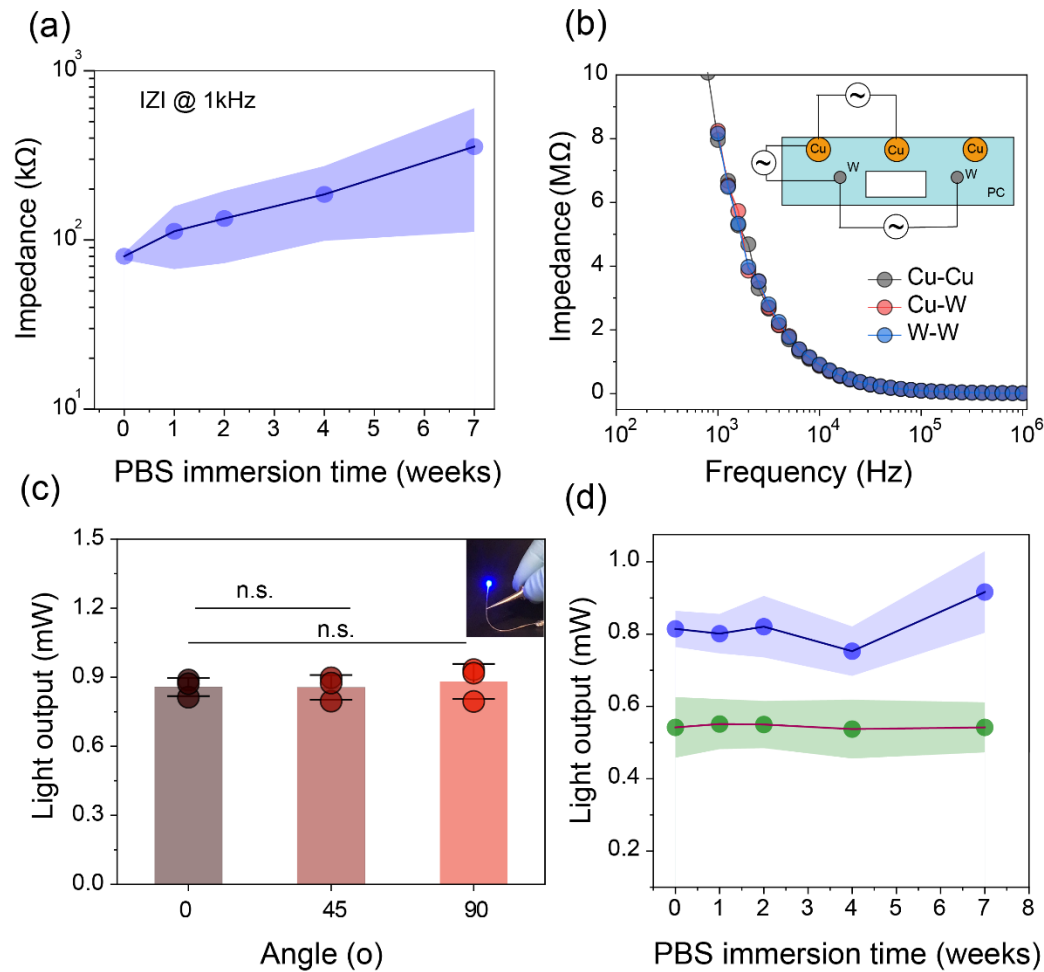 (a)
10³
10²
10¹
Impedance (kΩ)
IZI @ 1kHz
0 1 2 3 4 5 6 7
PBS immersion time (weeks)
(b)
10
8
6
4
2
0
Impedance (MΩ)
~
~
~
Cu
Cu
Cu
W
W
PC
Cu-Cu
Cu-W
W-W
10² 10³ 10⁴ 10⁵ 10⁶
Frequency (Hz)
(c)
1.5
1.2
0.9
0.6
0.3
0.0
Light output (mW)
n.s.
n.s.
0 45 90
Angle (o)
(d)
1.0
0.8
0.6
0.4
0.2
Light output (mW)
0 1 2 3 4 5 6 7 8
PBS immersion time (weeks)